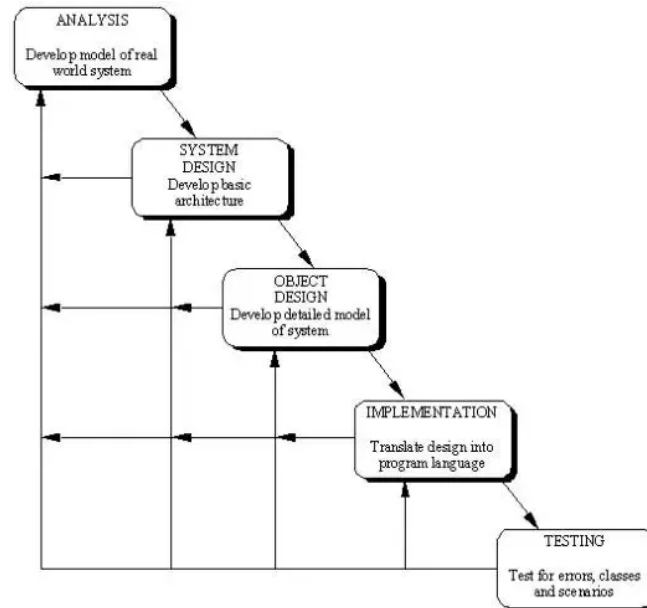 ANALYSIS
Develop model of real
world system
SYSTEM
DESIGN
Develop basic
architecture
OBJECT
DESIGN
Develop detailed model
of system
IMPLEMENTATION
Translate design into
program language
TESTING
Test for errors, classes
and scenarios